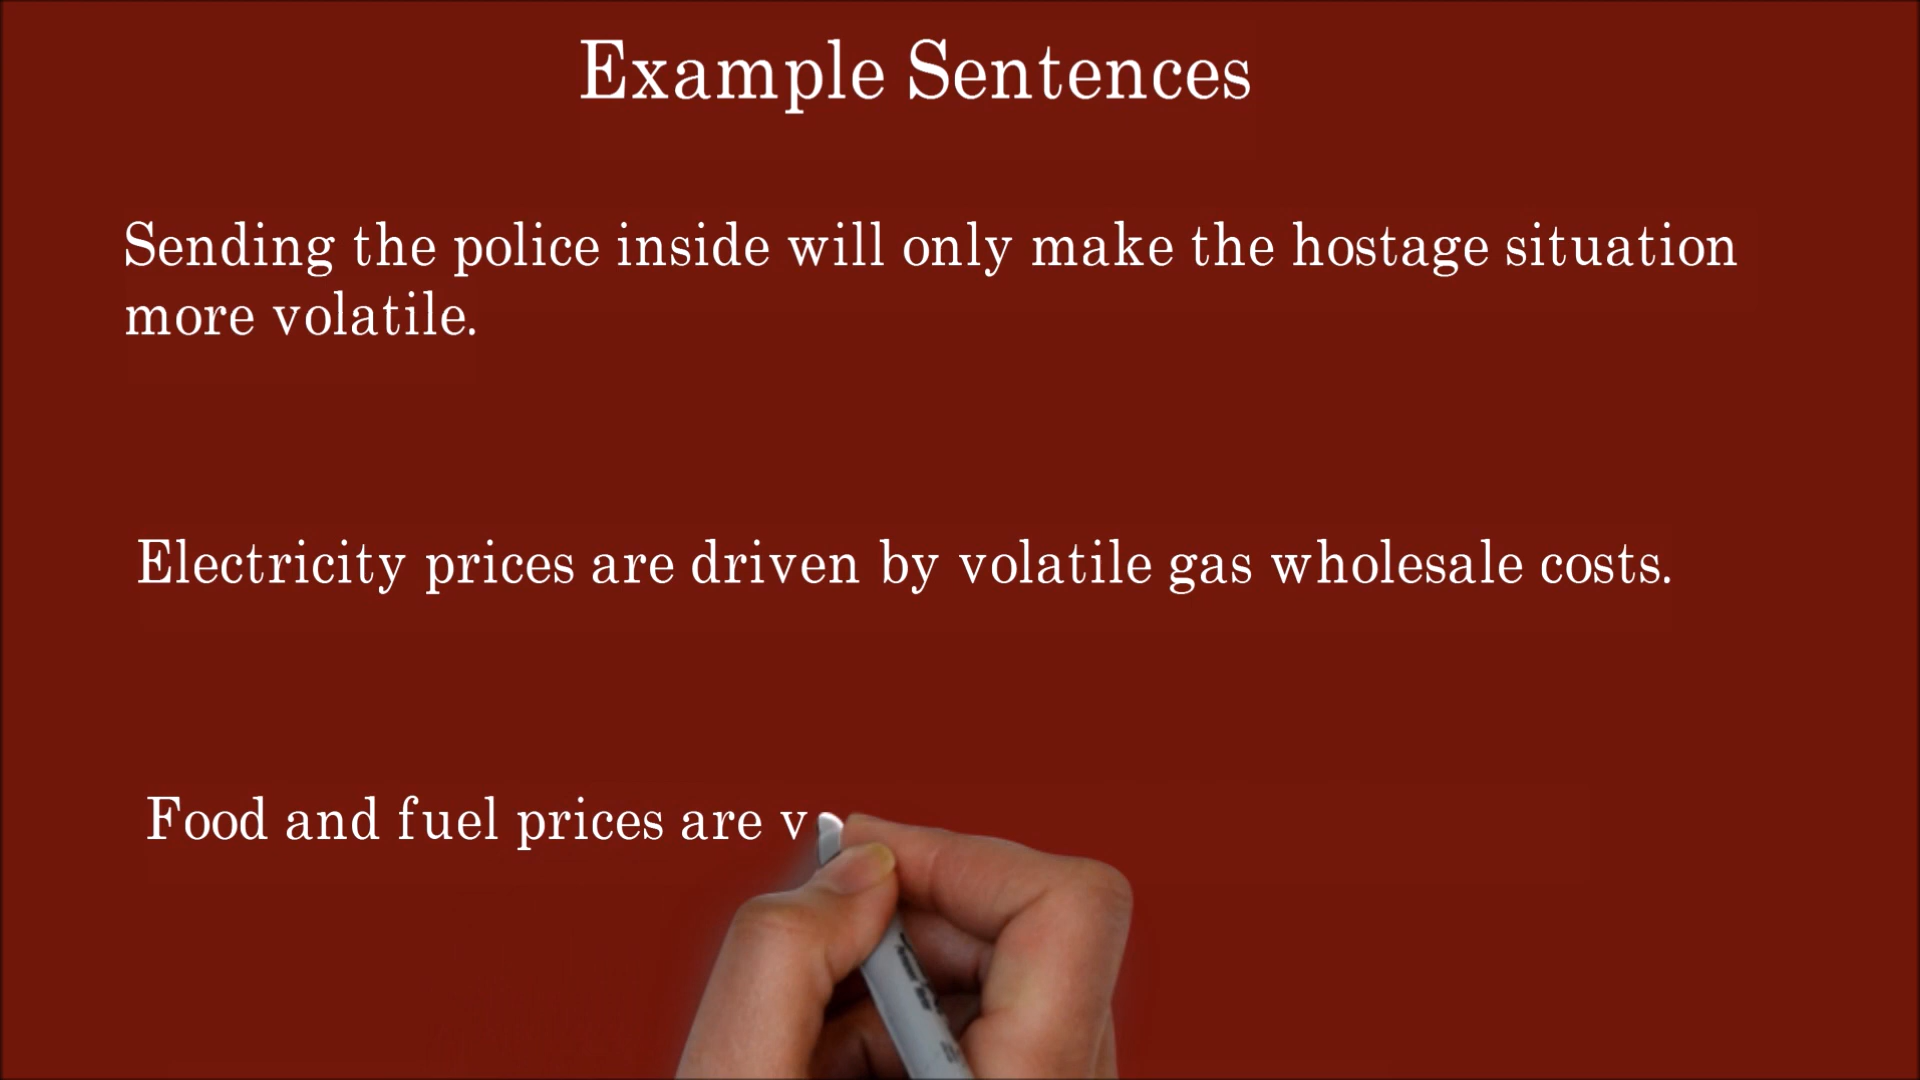 Example Sentences
Sending the police inside will only make the hostage situation
more volatile.
Electricity prices are driven by volatile gas wholesale costs.
Food and fuel prices are v